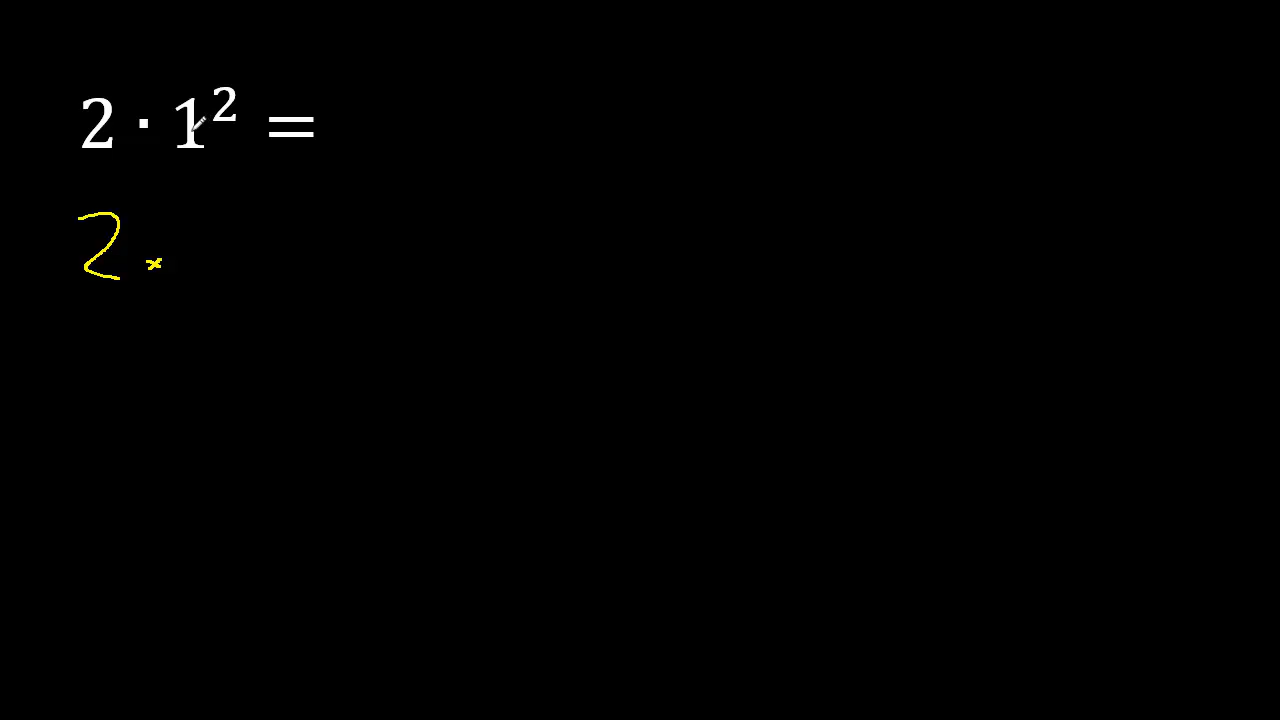 2 · 1² =
2 ·